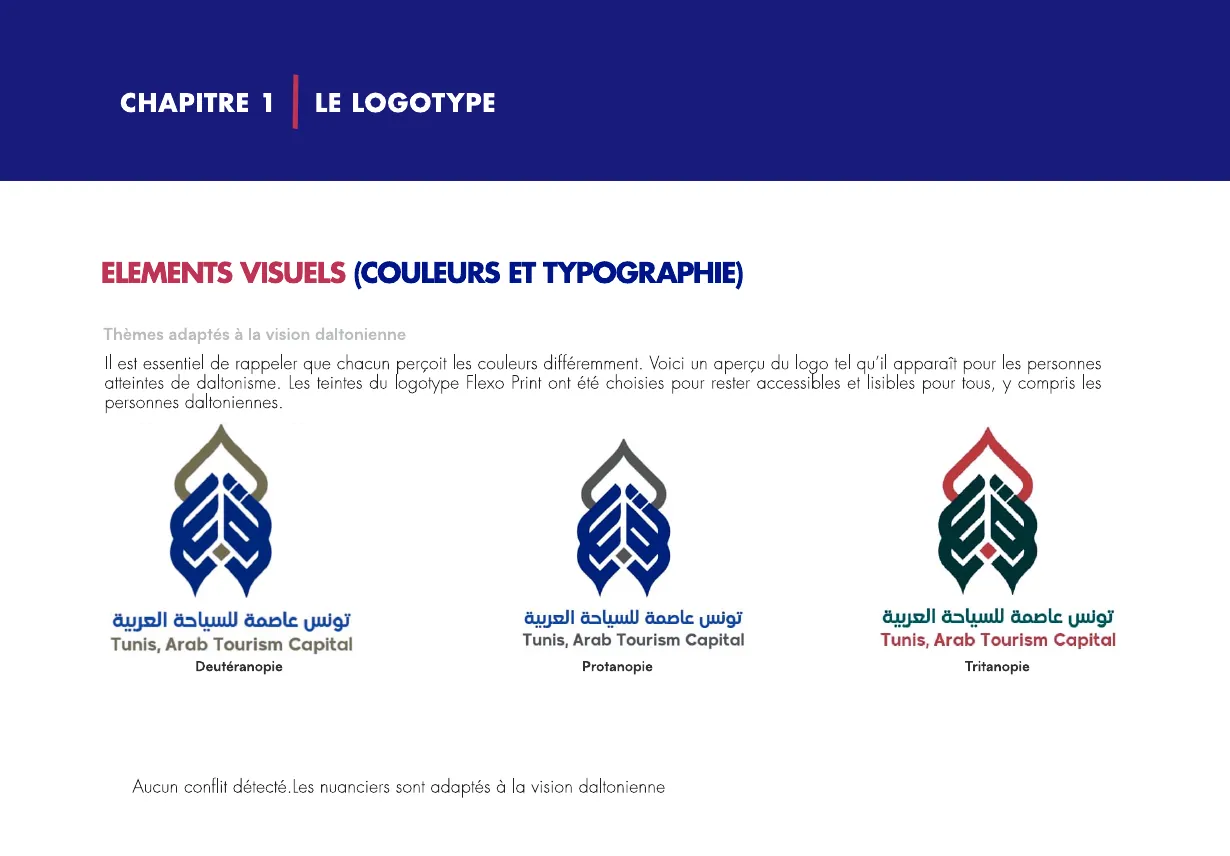 CHAPITRE 1 LE LOGOTYPE
ELEMENTS VISUELS (COULEURS ET TYPOGRAPHIE)
Thèmes adaptés à la vision daltonienne
Il est essentiel de rappeler que chacun perçoit les couleurs différemment. Voici un aperçu du logo tel qu’il apparaît pour les personnes
atteintes de daltonisme. Les teintes du logotype Flexo Print ont été choisies pour rester accessibles et lisibles pour tous, y compris les
personnes daltoniennes.
تونس عاصمة للسياحة العربية
Tunis, Arab Tourism Capital
Deutéranopie
تونس عاصمة للسياحة العربية
Tunis, Arab Tourism Capital
Protanopie
تونس عاصمة للسياحة العربية
Tunis, Arab Tourism Capital
Tritanopie
Aucun conflit détecté.Les nuanciers sont adaptés à la vision daltonienne